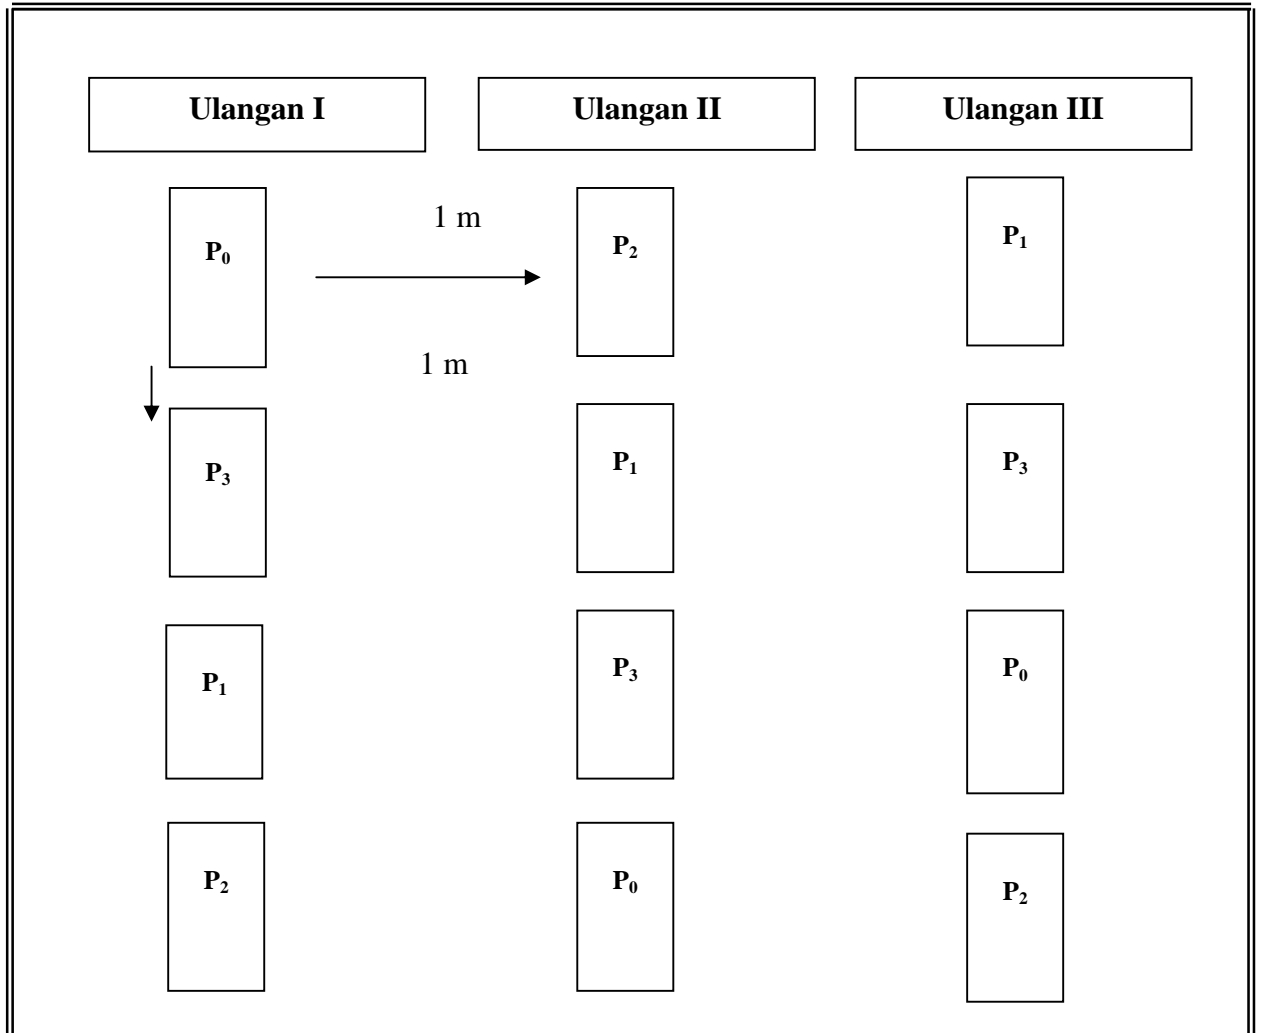 Ulangan I
Ulangan II
Ulangan III
P₀
1 m
P₂
P₁
1 m
P₃
P₁
P₃
P₁
P₃
P₀
P₂
P₀
P₂